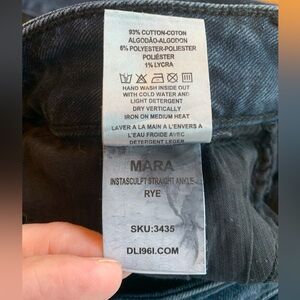 93% COTTON-COTON
ALGODÃO-ALGODON
6% POLYESTER-POLIESTER
POLIÉSTER
1% LYCRA
HAND WASH INSIDE OUT
WITH COLD WATER AND
LIGHT DETERGENT
DRY VERTICALLY
IRON ON MEDIUM HEAT
LAVER A LA MAIN A L'ENVERS A
L'EAU FROIDE AVEC
DETERGENT LEGER
MARA
INSTASCULPT STRAIGHT ANKLE
RYE
SKU:3435
DL1961.COM